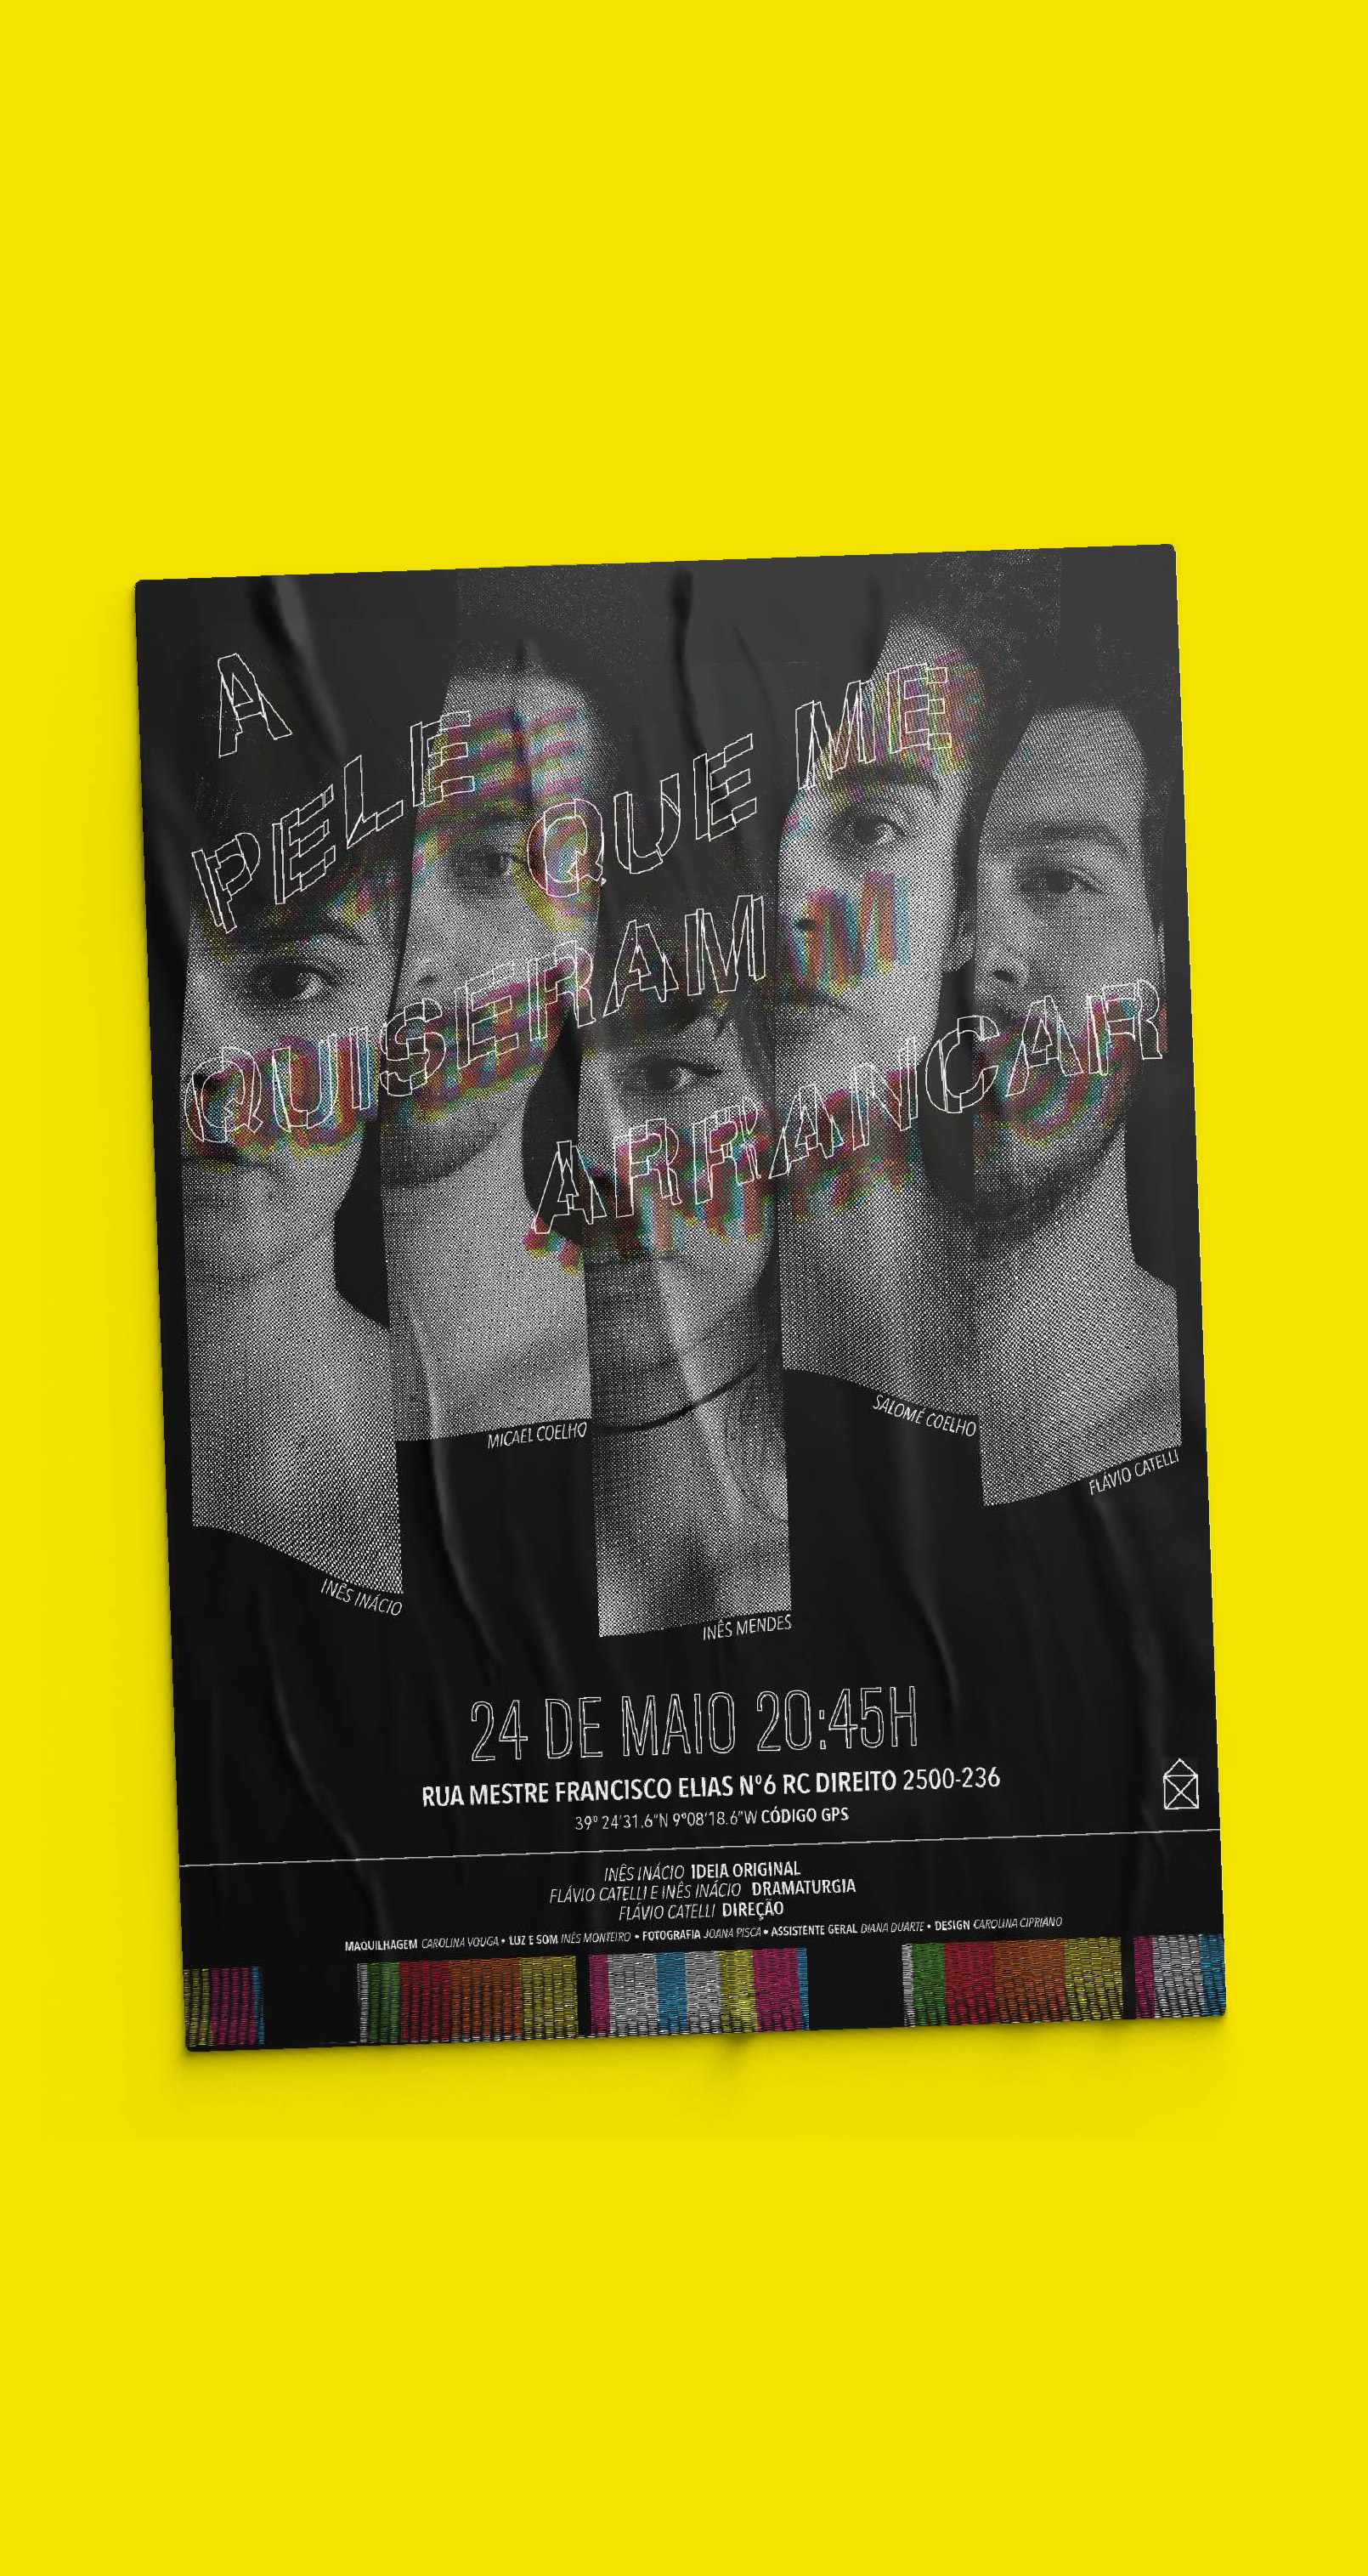 A
PELE QUE ME
QUISERAM
ARRANCAR
MICAEL COELHO
SALOMÉ COELHO
FLÁVIO CATELLI
INÊS INÁCIO
INÊS MENDES
24 DE MAIO 20:45H
RUA MESTRE FRANCISCO ELIAS Nº6 RC DIREITO 2500-236
39º 24'31.6"N 9º08'18.6"W CÓDIGO GPS
INÊS INÁCIO IDEIA ORIGINAL
FLÁVIO CATELLI E INÊS INÁCIO DRAMATURGIA
FLÁVIO CATELLI DIREÇÃO
MAQUILHAGEM CAROLINA VOUGA • LUZ E SOM INÊS MONTEIRO • FOTOGRAFIA JOANA PISCA • ASSISTENTE GERAL DIANA DUARTE • DESIGN CAROLINA CIPRIANO